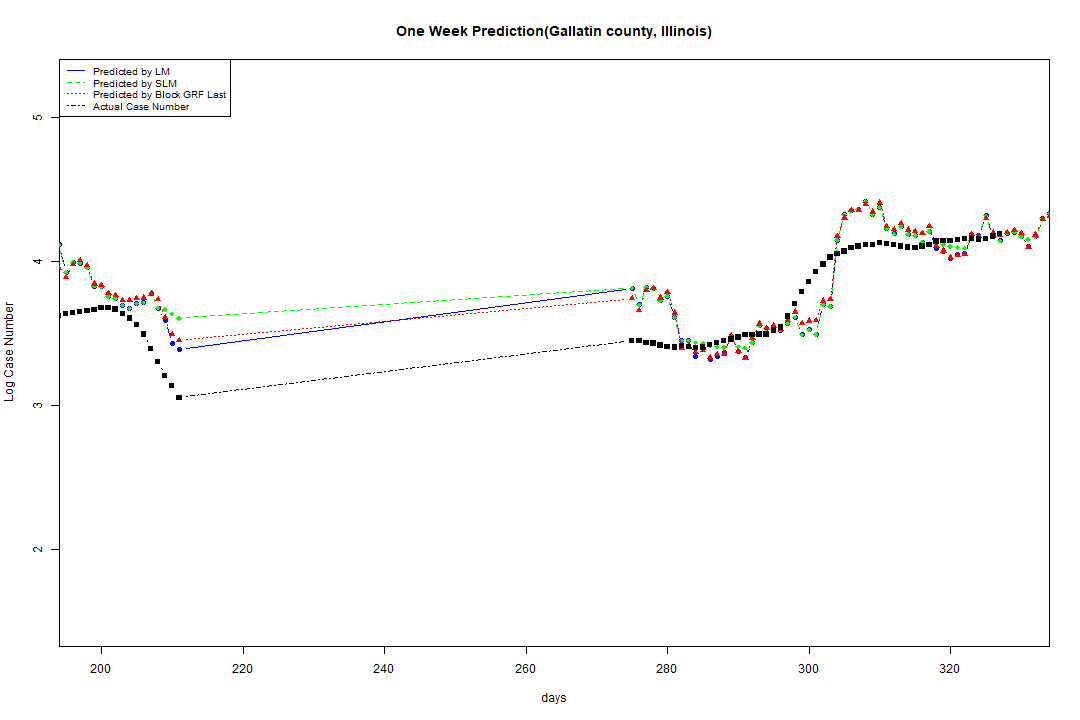 One Week Prediction(Gallatin county, Illinois)
Predicted by LM
Predicted by SLM
Predicted by Block GRF Last
Actual Case Number
5
4
3
2
Log Case Number
200 220 240 260 280 300 320
days